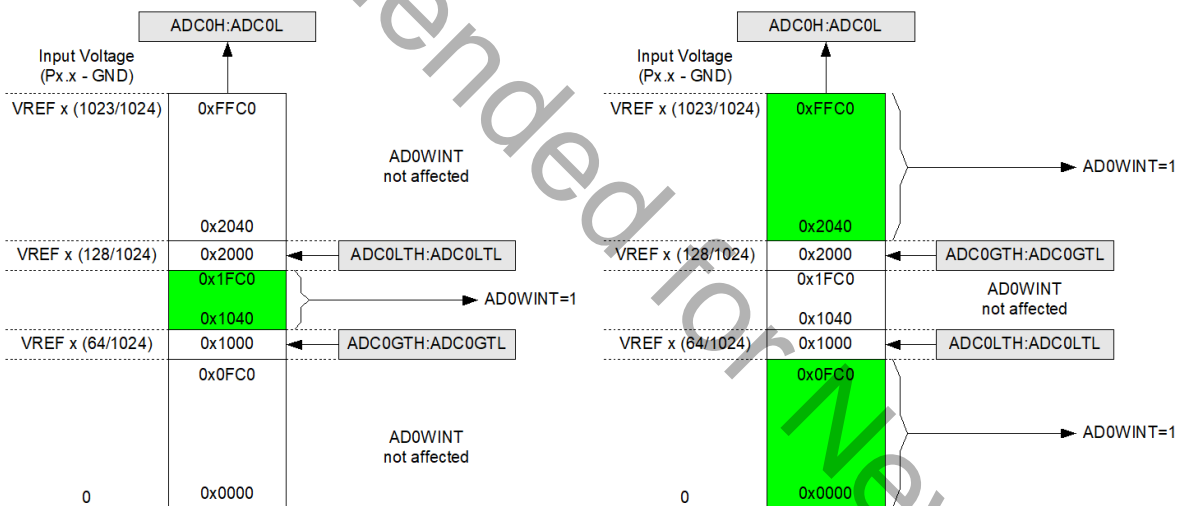 ADC0H:ADC0L
Input Voltage
(Px.x - GND)
VREF x (1023/1024)
0xFFC0
AD0WINT
not affected
0x2040
VREF x (128/1024)
0x2000
ADC0LTH:ADC0LTL
0x1FC0
AD0WINT=1
0x1040
VREF x (64/1024)
0x1000
ADC0GTH:ADC0GTL
0x0FC0
AD0WINT
not affected
0
0x0000
ADC0H:ADC0L
Input Voltage
(Px.x - GND)
VREF x (1023/1024)
0xFFC0
AD0WINT=1
0x2040
VREF x (128/1024)
0x2000
ADC0GTH:ADC0GTL
0x1FC0
AD0WINT
not affected
0x1040
VREF x (64/1024)
0x1000
ADC0LTH:ADC0LTL
0x0FC0
AD0WINT=1
0
0x0000
ended for New